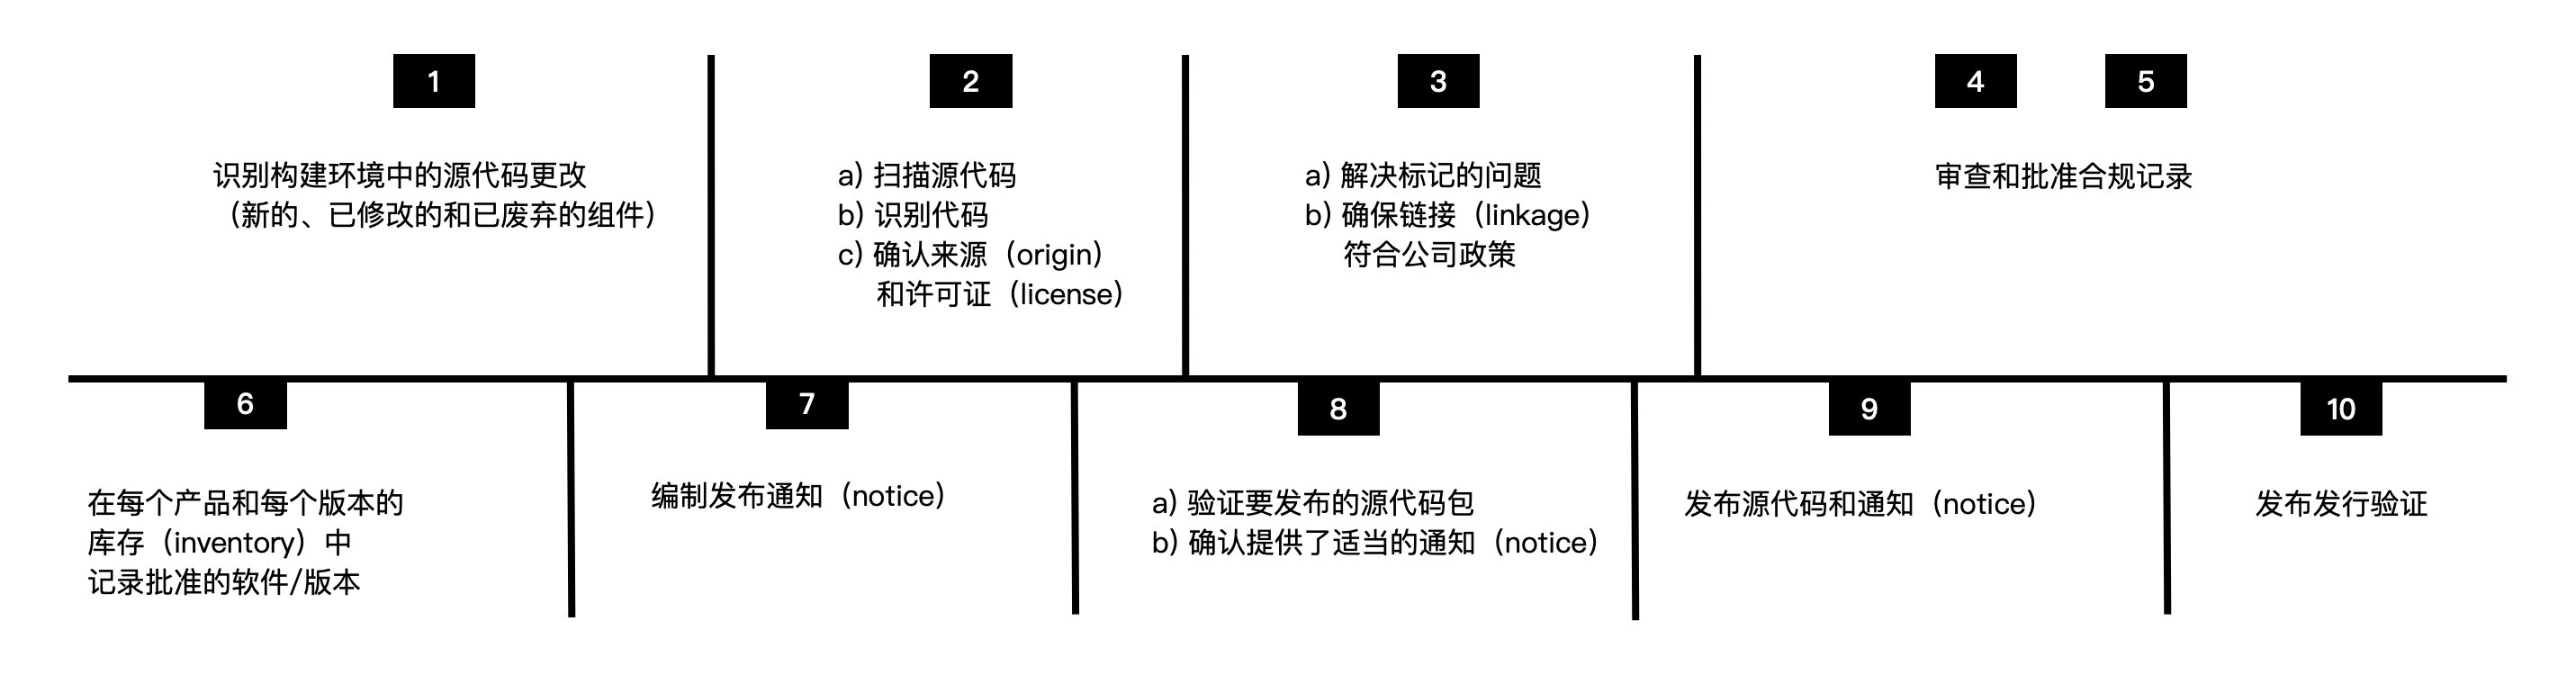 1
识别构建环境中的源代码更改
（新的、已修改的和已废弃的组件）
2
a) 扫描源代码
b) 识别代码
c) 确认来源（origin）
和许可证（license）
3
a) 解决标记的问题
b) 确保链接（linkage）
符合公司政策
4
5
审查和批准合规记录
6
在每个产品和每个版本的
库存（inventory）中
记录批准的软件/版本
7
编制发布通知（notice）
8
a) 验证要发布的源代码包
b) 确认提供了适当的通知（notice）
9
发布源代码和通知（notice）
10
发布发行验证